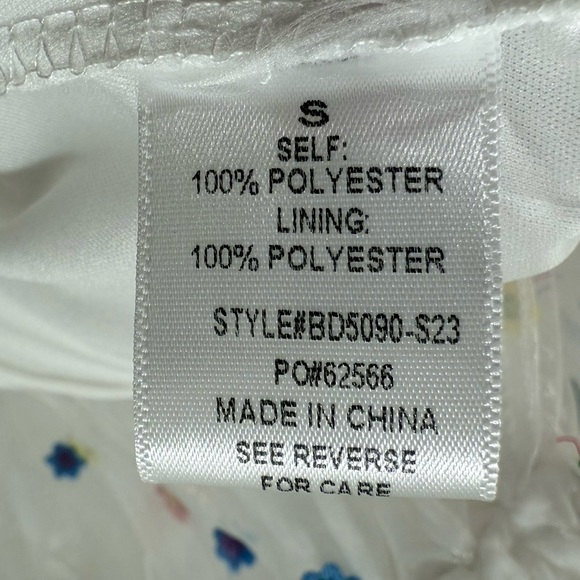 S
SELF:
100% POLYESTER
LINING:
100% POLYESTER
STYLE#BD5090-S23
PO#62566
MADE IN CHINA
SEE REVERSE
FOR CARE